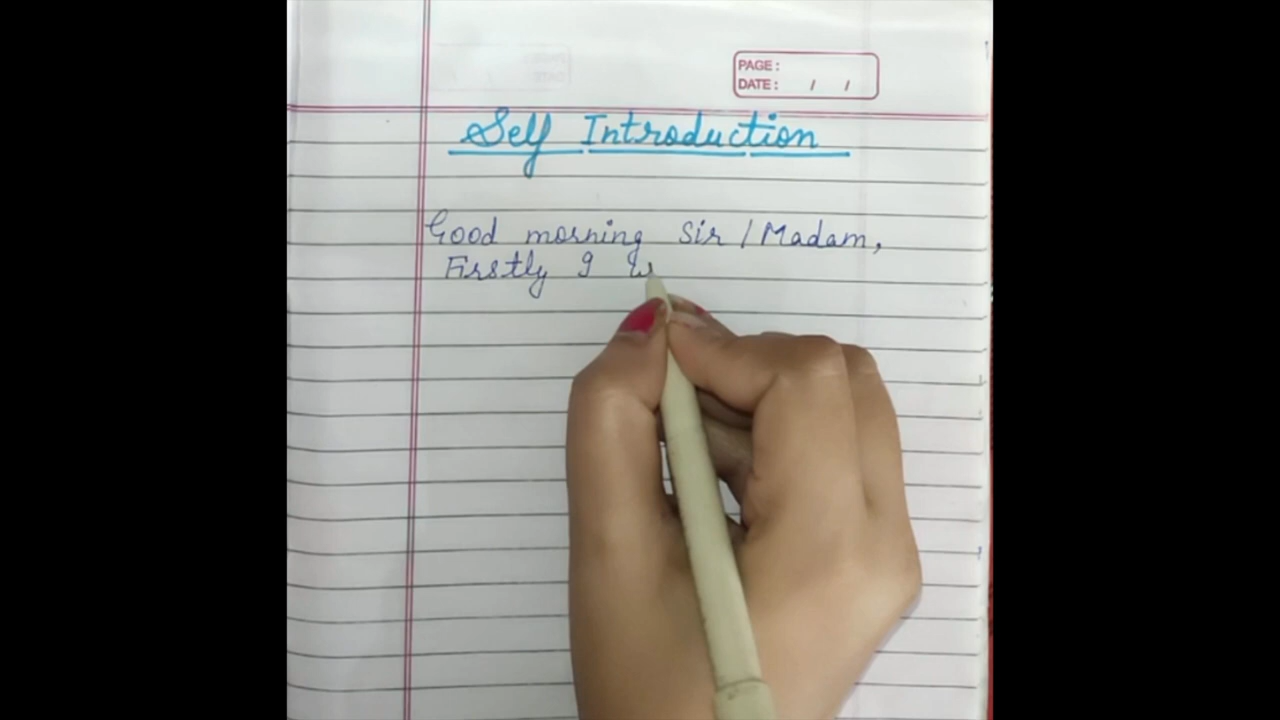 PAGE :
DATE : / /
Self Introduction
Good morning Sir / Madam,
Firstly I w